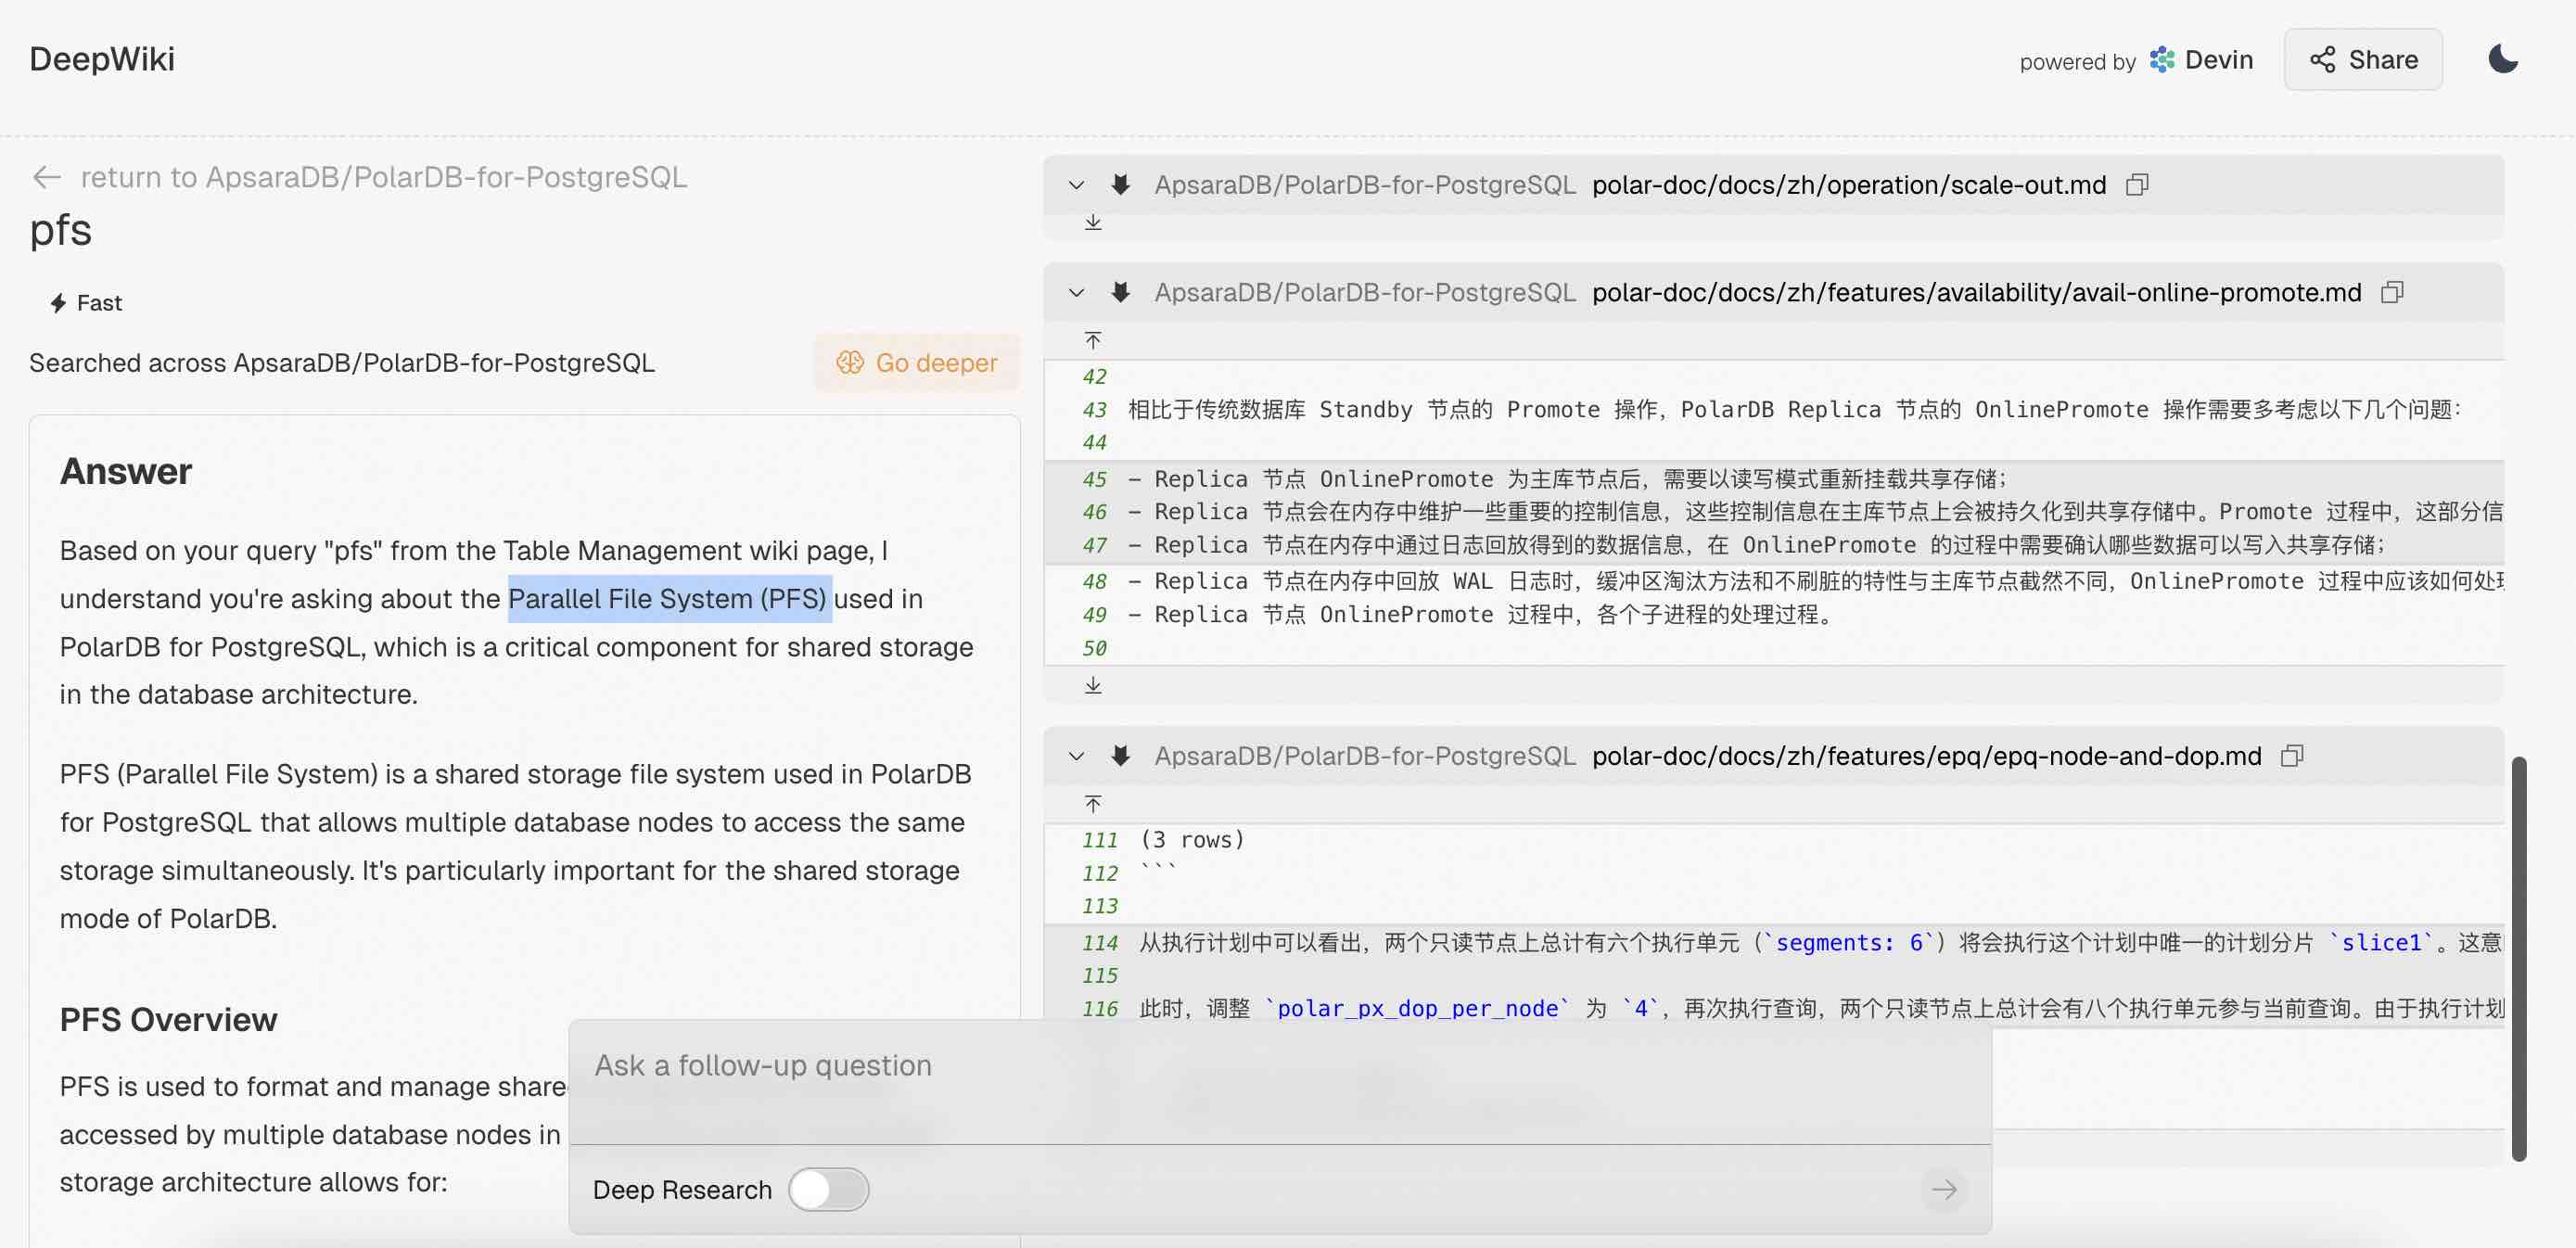 DeepWiki
powered by Devin
Share
return to ApsaraDB/PolarDB-for-PostgreSQL
pfs
Fast
Searched across ApsaraDB/PolarDB-for-PostgreSQL
Go deeper
Answer
Based on your query "pfs" from the Table Management wiki page, I
understand you're asking about the Parallel File System (PFS) used in
PolarDB for PostgreSQL, which is a critical component for shared storage
in the database architecture.
PFS (Parallel File System) is a shared storage file system used in PolarDB
for PostgreSQL that allows multiple database nodes to access the same
storage simultaneously. It's particularly important for the shared storage
mode of PolarDB.
PFS Overview
PFS is used to format and manage share
accessed by multiple database nodes in
storage architecture allows for:
ApsaraDB/PolarDB-for-PostgreSQL polar-doc/docs/zh/operation/scale-out.md
ApsaraDB/PolarDB-for-PostgreSQL polar-doc/docs/zh/features/availability/avail-online-promote.md
42
43 相比于传统数据库 Standby 节点的 Promote 操作，PolarDB Replica 节点的 OnlinePromote 操作需要多考虑以下几个问题：
44
45 - Replica 节点 OnlinePromote 为主库节点后，需要以读写模式重新挂载共享存储；
46 - Replica 节点会在内存中维护一些重要的控制信息，这些控制信息在主库节点上会被持久化到共享存储中。Promote 过程中，这部分信
47 - Replica 节点在内存中通过日志回放得到的数据信息，在 OnlinePromote 的过程中需要确认哪些数据可以写入共享存储；
48 - Replica 节点在内存中回放 WAL 日志时，缓冲区淘汰方法和不刷脏的特性与主库节点截然不同，OnlinePromote 过程中应该如何处理
49 - Replica 节点 OnlinePromote 过程中，各个子进程的处理过程。
50
ApsaraDB/PolarDB-for-PostgreSQL polar-doc/docs/zh/features/epq/epq-node-and-dop.md
111 (3 rows)
112 ```
113
114 从执行计划中可以看出，两个只读节点上总计有六个执行单元（`segments: 6`）将会执行这个计划中唯一的计划分片 `slice1`。这意
115
116 此时，调整 `polar_px_dop_per_node` 为 `4`，再次执行查询，两个只读节点上总计会有八个执行单元参与当前查询。由于执行计划
Ask a follow-up question
Deep Research